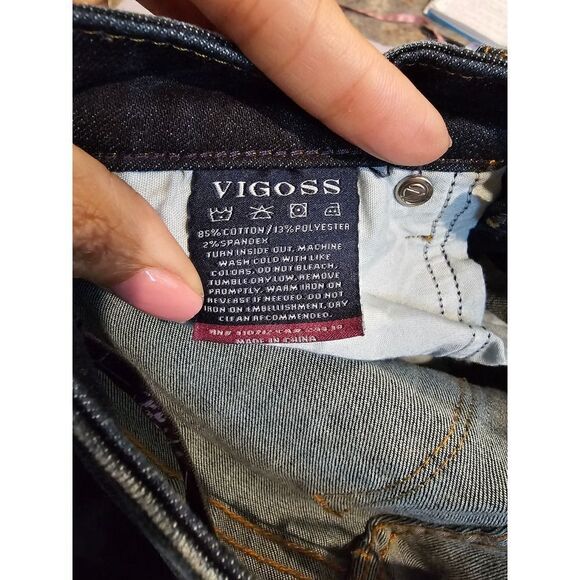 VIGOSS
85%COTTON/13%POLYESTER
2%SPANDEX
TURN INSIDE OUT, MACHINE
WASH COLD WITH LIKE
COLORS, DO NOT BLEACH,
TUMBLE DRY LOW, REMOVE
PROMPTLY. WARM IRON ON
REVERSE IF NEEDED. DO NOT
IRON ON EMBELLISHMENT, DRY
CLEAN RECOMMENDED.
RN#
MADE IN CHINA